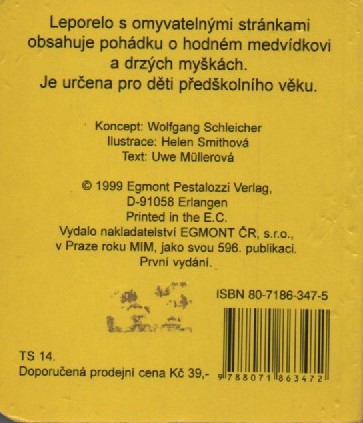 Leporelo s omyvatelnými stránkami
obsahuje pohádku o hodném medvídkovi
a drzých myškách.
Je určena pro děti předškolního věku.
Koncept: Wolfgang Schleicher
Ilustrace: Helen Smithová
Text: Uwe Müllerová
© 1999 Egmont Pestalozzi Verlag,
D-91058 Erlangen
Printed in the E.C.
Vydalo nakladatelství EGMONT ČR, s.r.o.,
v Praze roku MIM, jako svou 596. publikaci.
První vydání.
ISBN 80-7186-347-5
TS 14.
Doporučená prodejní cena Kč 39,-
9 788071 863472